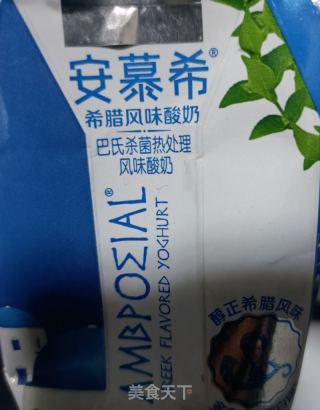 安慕希®
希腊风味酸奶
巴氏杀菌热处理
风味酸奶
AMBPOΣIAL®
GREEK FLAVORED YOGHURT
醇正希腊风味
美食天下